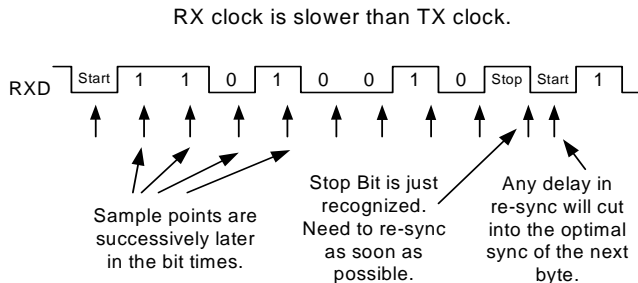 RX clock is slower than TX clock.
RXD Start 1 1 0 1 0 0 1 0 Stop Start 1
Sample points are
successively later
in the bit times.
Stop Bit is just
recognized.
Need to re-sync
as soon as
possible.
Any delay in
re-sync will cut
into the optimal
sync of the next
byte.